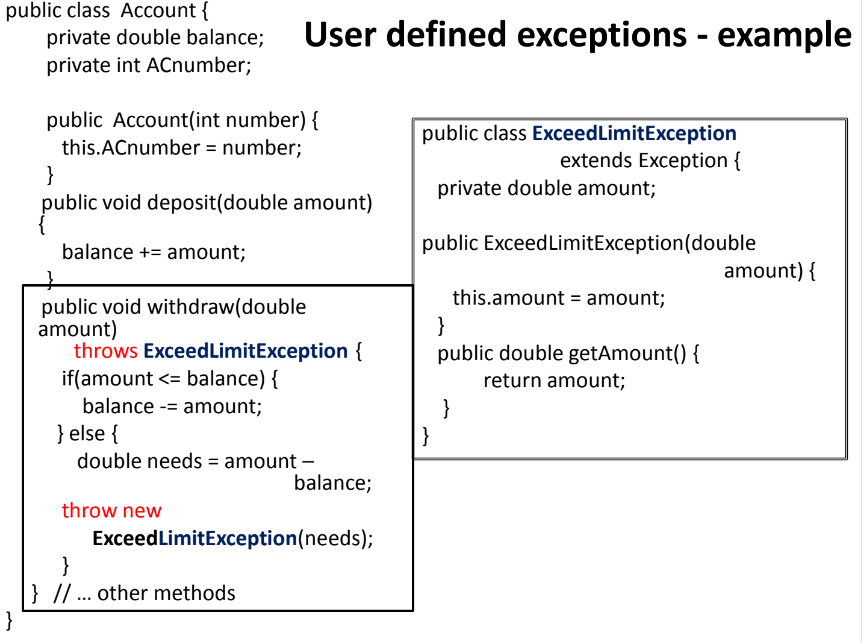 User defined exceptions - example
public class  Account {
private double balance;
private int ACnumber;
public  Account(int number) {
this.ACnumber = number;
}
public void deposit(double amount)
{
balance += amount;
}
public void withdraw(double
amount)
throws ExceedLimitException {
if(amount <= balance) {
balance -= amount;
} else {
double needs = amount –
balance;
throw new
ExceedLimitException(needs);
}
}  // ... other methods
}
public class ExceedLimitException
extends Exception {
private double amount;
public ExceedLimitException(double
amount) {
this.amount = amount;
}
public double getAmount() {
return amount;
}
}